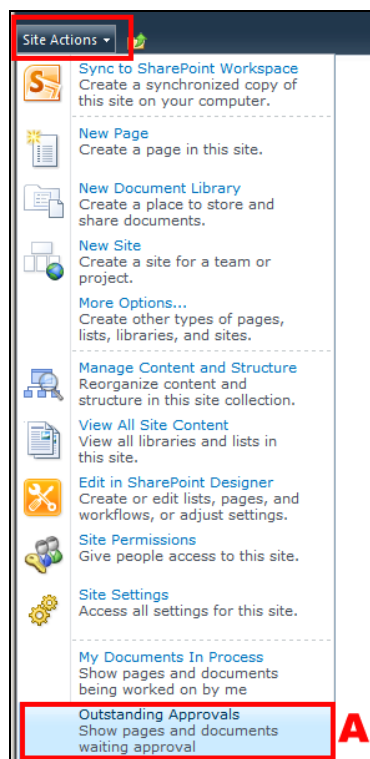 Site Actions
Sync to SharePoint Workspace
Create a synchronized copy of
this site on your computer.
New Page
Create a page in this site.
New Document Library
Create a place to store and
share documents.
New Site
Create a site for a team or
project.
More Options...
Create other types of pages,
lists, libraries, and sites.
Manage Content and Structure
Reorganize content and
structure in this site collection.
View All Site Content
View all libraries and lists in
this site.
Edit in SharePoint Designer
Create or edit lists, pages, and
workflows, or adjust settings.
Site Permissions
Give people access to this site.
Site Settings
Access all settings for this site.
My Documents In Process
Show pages and documents
being worked on by me
Outstanding Approvals
Show pages and documents
waiting approval
A